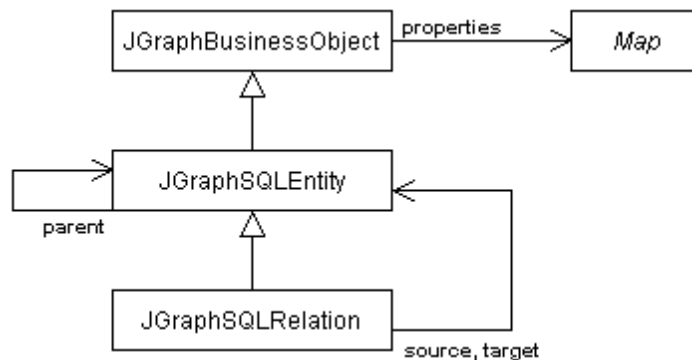 JGraphBusinessObject
properties
Map
JGraphSQLEntity
parent
JGraphSQLRelation
source, target